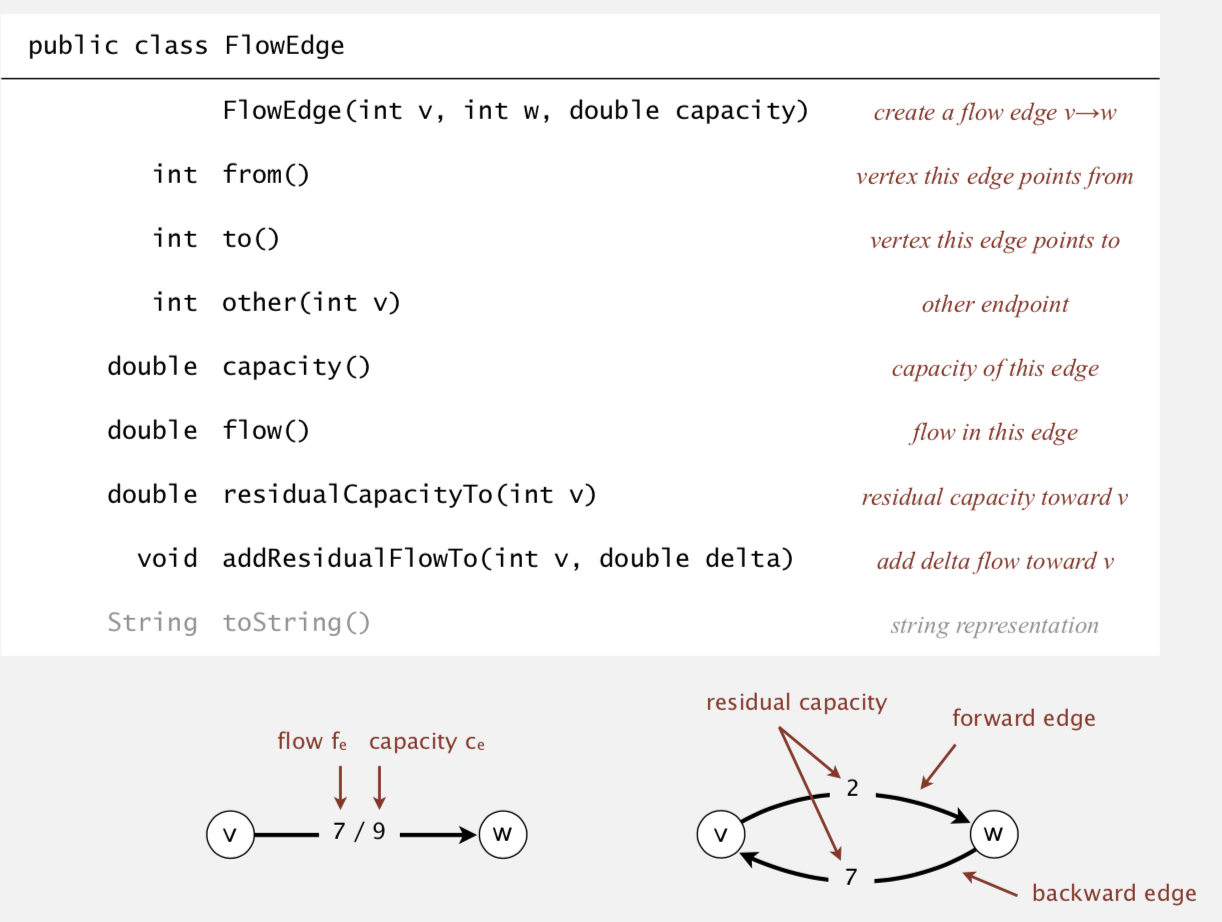 public class FlowEdge
FlowEdge(int v, int w, double capacity) create a flow edge v→w
int from() vertex this edge points from
int to() vertex this edge points to
int other(int v) other endpoint
double capacity() capacity of this edge
double flow() flow in this edge
double residualCapacityTo(int v) residual capacity toward v
void addResidualFlowTo(int v, double delta) add delta flow toward v
String toString() string representation
flow fₑ capacity cₑ
v 7 / 9 w
residual capacity
forward edge
2
v w
7
backward edge